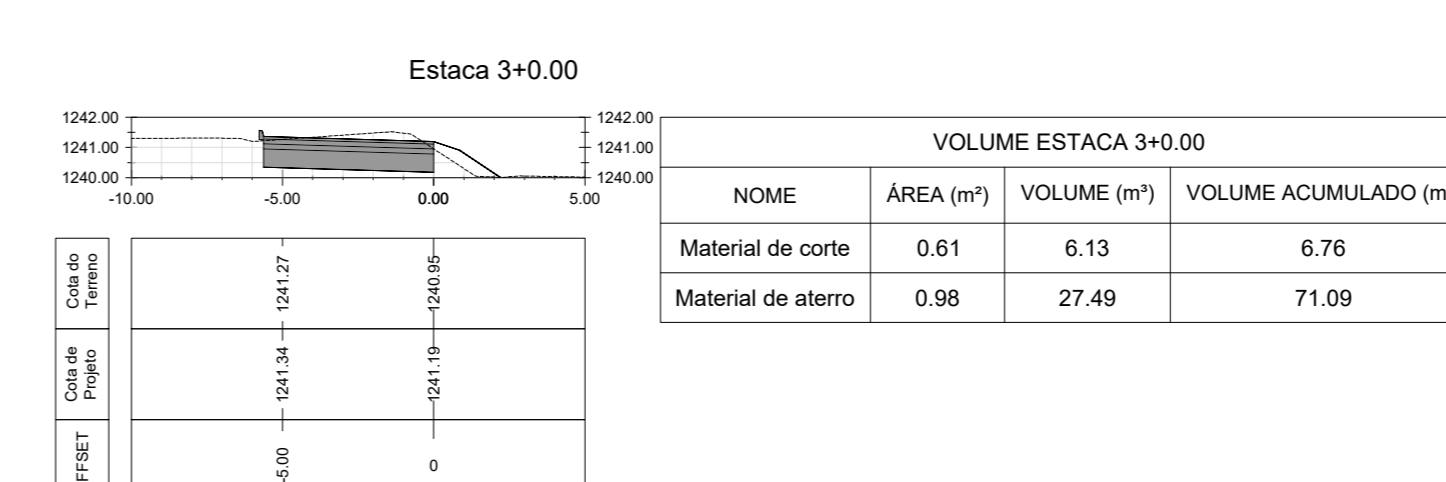 Estaca 3+0.00
1242.00
1242.00
1241.00
1241.00
1240.00
1240.00
-10.00
-5.00
0.00
5.00
VOLUME ESTACA 3+0.00
NOME
ÁREA (m²)
VOLUME (m³)
VOLUME ACUMULADO (m
Material de corte
0.61
6.13
6.76
Material de aterro
0.98
27.49
71.09
Cota do
Terreno
1241.27
1240.95
Cota de
Projeto
1241.34
1241.19
FFSET
-5.00
0